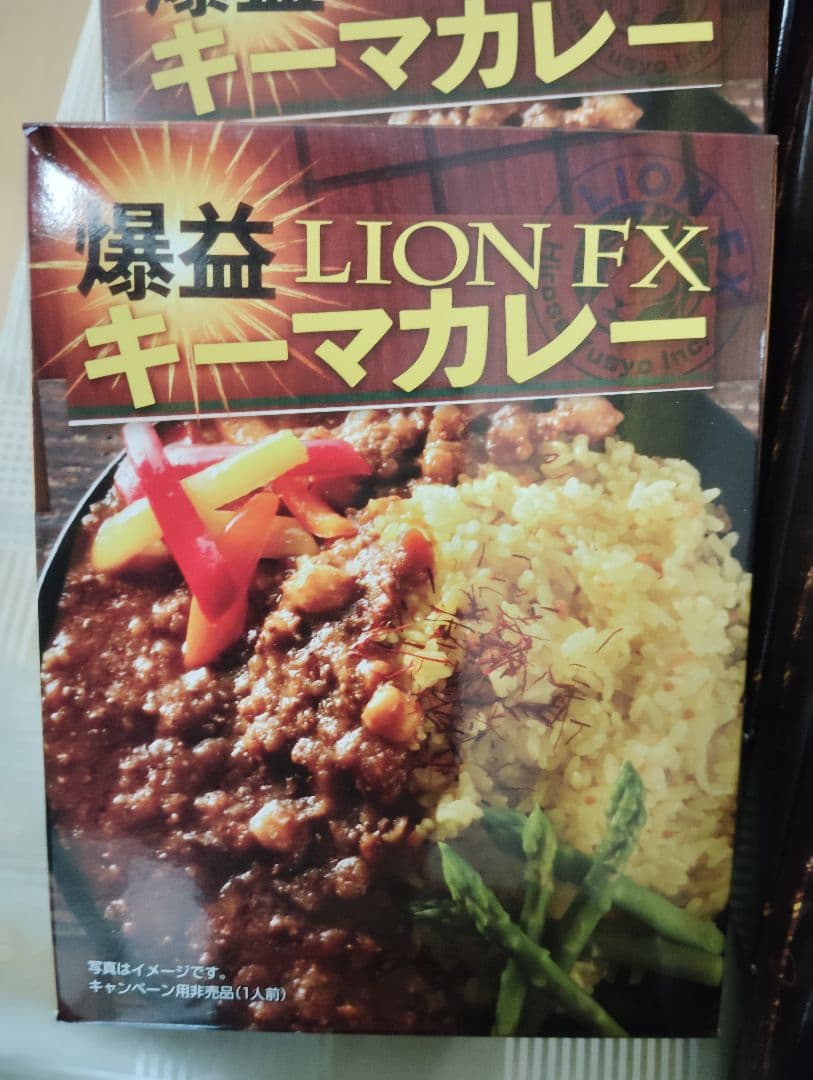 キーマカレー
爆益 LION FX
キーマカレー
LION FX
写真はイメージです。
キャンペーン用非売品(1人前)